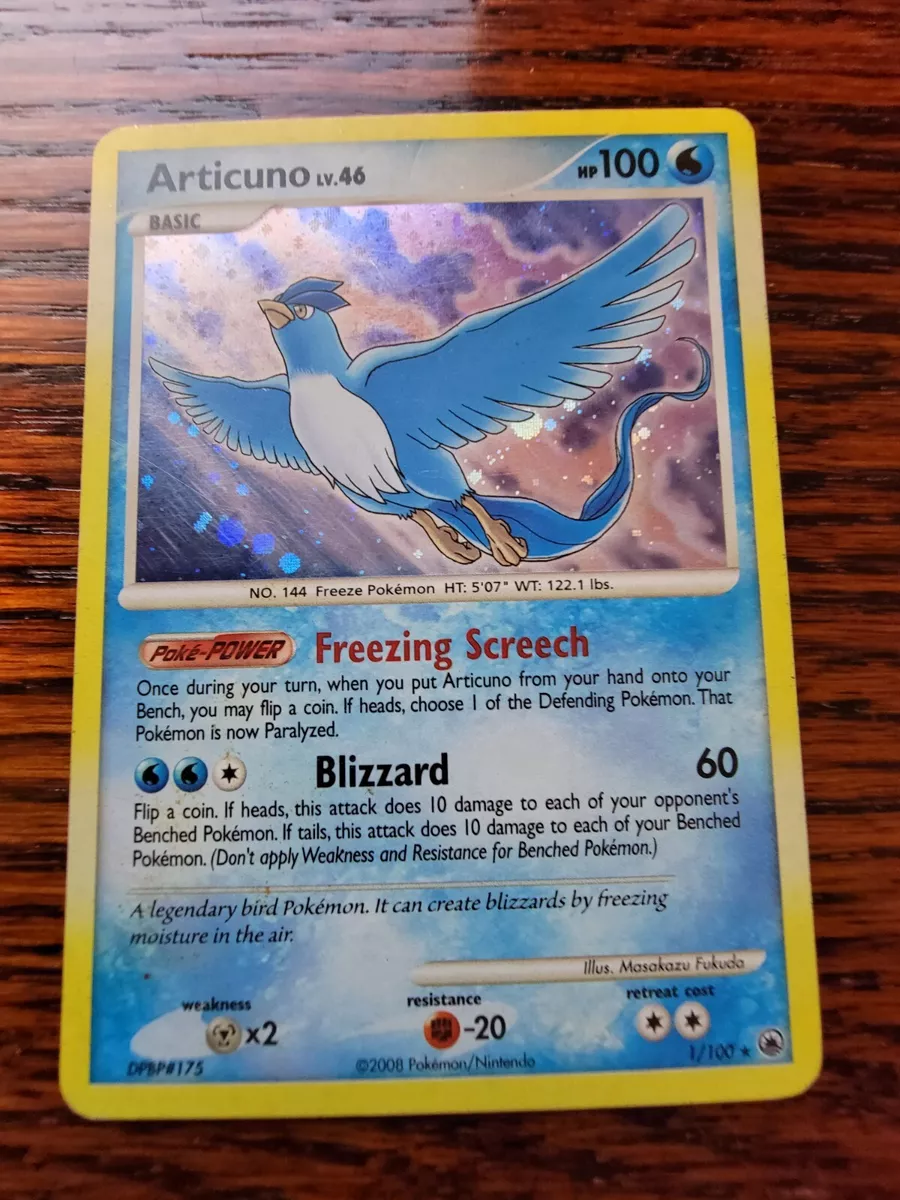 Articuno LV.46
HP 100
BASIC
NO. 144 Freeze Pokémon HT: 5'07" WT: 122.1 lbs.
Poké-POWER Freezing Screech
Once during your turn, when you put Articuno from your hand onto your
Bench, you may flip a coin. If heads, choose 1 of the Defending Pokémon. That
Pokémon is now Paralyzed.
Blizzard 60
Flip a coin. If heads, this attack does 10 damage to each of your opponent's
Benched Pokémon. If tails, this attack does 10 damage to each of your Benched
Pokémon. (Don't apply Weakness and Resistance for Benched Pokémon.)
A legendary bird Pokémon. It can create blizzards by freezing
moisture in the air.
Illus. Masakazu Fukuda
weakness resistance retreat cost
x2 -20
DPBP#175 ©2008 Pokémon/Nintendo 1/100 ★